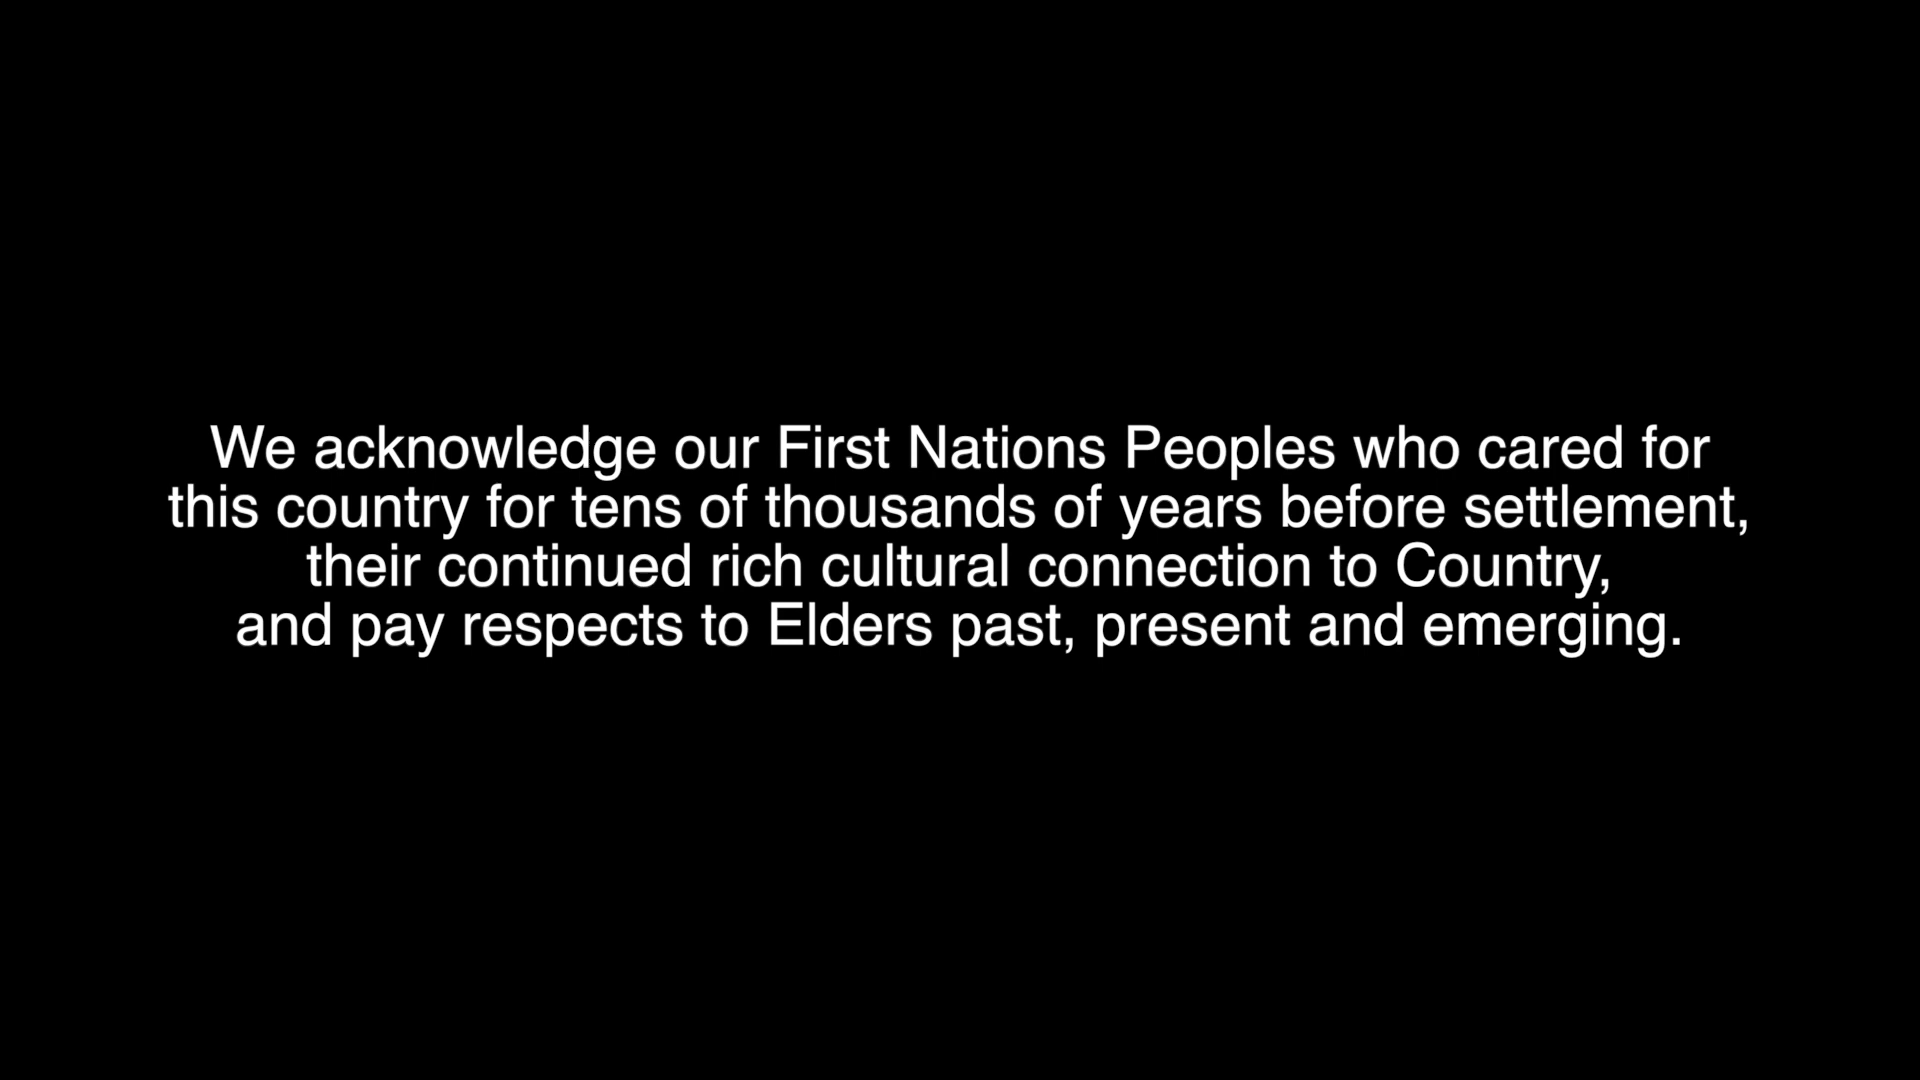 We acknowledge our First Nations Peoples who cared for
this country for tens of thousands of years before settlement,
their continued rich cultural connection to Country,
and pay respects to Elders past, present and emerging.